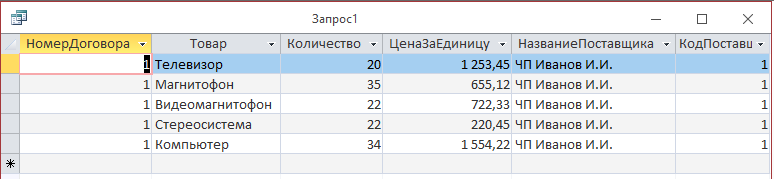 Запрос1
НомерДоговора Товар Количество ЦенаЗаЕдиницу НазваниеПоставщика КодПоставш
1 Телевизор 20 1 253,45 ЧП Иванов И.И. 1
1 Магнитофон 35 655,12 ЧП Иванов И.И. 1
1 Видеомагнитофон 22 722,33 ЧП Иванов И.И. 1
1 Стереосистема 22 220,45 ЧП Иванов И.И. 1
1 Компьютер 34 1 554,22 ЧП Иванов И.И. 1